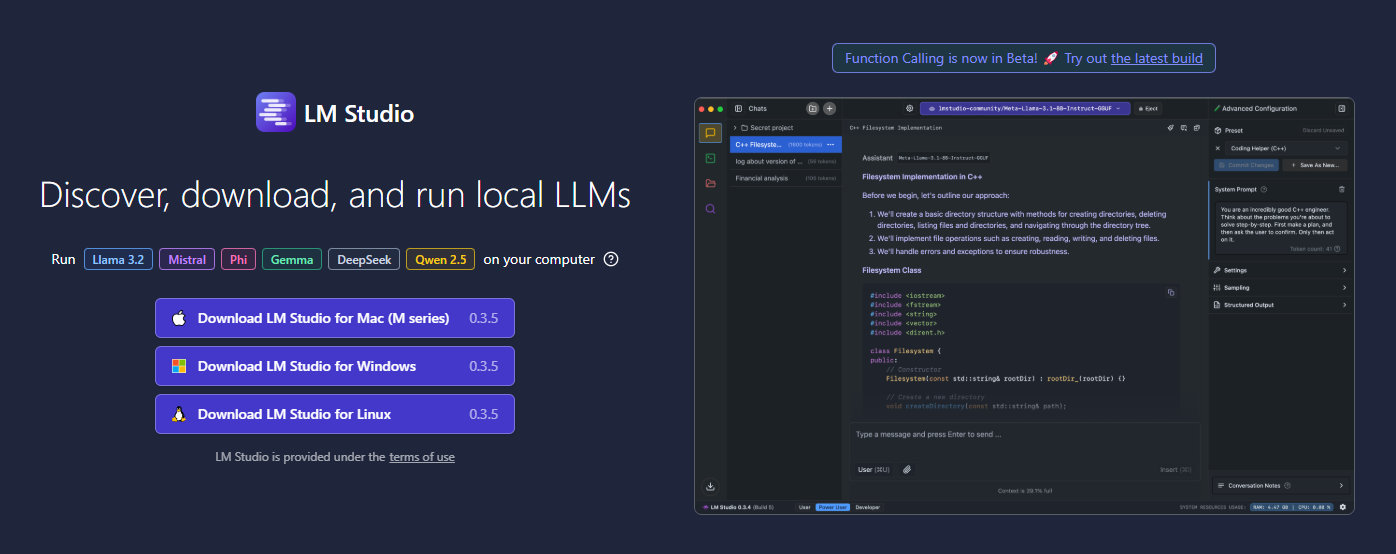 Function Calling is now in Beta! 🚀 Try out the latest build
LM Studio
Discover, download, and run local LLMs
Run Llama 3.2 Mistral Phi Gemma DeepSeek Qwen 2.5 on your computer
Download LM Studio for Mac (M series) 0.3.5
Download LM Studio for Windows 0.3.5
Download LM Studio for Linux 0.3.5
LM Studio is provided under the terms of use
Chats
lmstudio-community/Meta-Llama-3.1-8B-Instruct-GGUF
Eject
Advanced Configuration
Secret project
C++ Filesyste... (1600 tokens)
log about version of ...
Financial analysis
C++ Filesystem Implementation
Assistant Meta-Llama-3.1-8B-Instruct-GGUF
Filesystem Implementation in C++
Before we begin, let's outline our approach:
1. We'll create a basic directory structure with methods for creating directories, deleting
directories, listing files and directories, and navigating through the directory tree.
2. We'll implement file operations such as creating, reading, writing, and deleting files.
3. We'll handle errors and exceptions to ensure robustness.
Filesystem Class
#include <iostream>
#include <fstream>
#include <string>
#include <vector>
#include <dirent.h>
class Filesystem {
public:
// Constructor
Filesystem(const std::string& rootDir) : rootDir_(rootDir) {}
// Create a new directory
void createDirectory(const std::string& path);
Type a message and press Enter to send ...
User (⌘U)
Insert
Context is 39.1% full
Preset
Discard Unsaved
Coding Helper (C++)
Commit Changes
+ Save As New...
System Prompt
You are an incredibly good C++ engineer.
Think about the problems you're about to
solve step-by-step. First make a plan, and
then ask the user to confirm. Only then act
on it.
Token count: 41
Settings
Sampling
Structured Output
Conversation Notes
LM Studio 0.3.4 (Build 5)
User Power User Developer
SYSTEM RESOURCES USAGE: RAM: 4.47 GB | CPU: 0.00 %